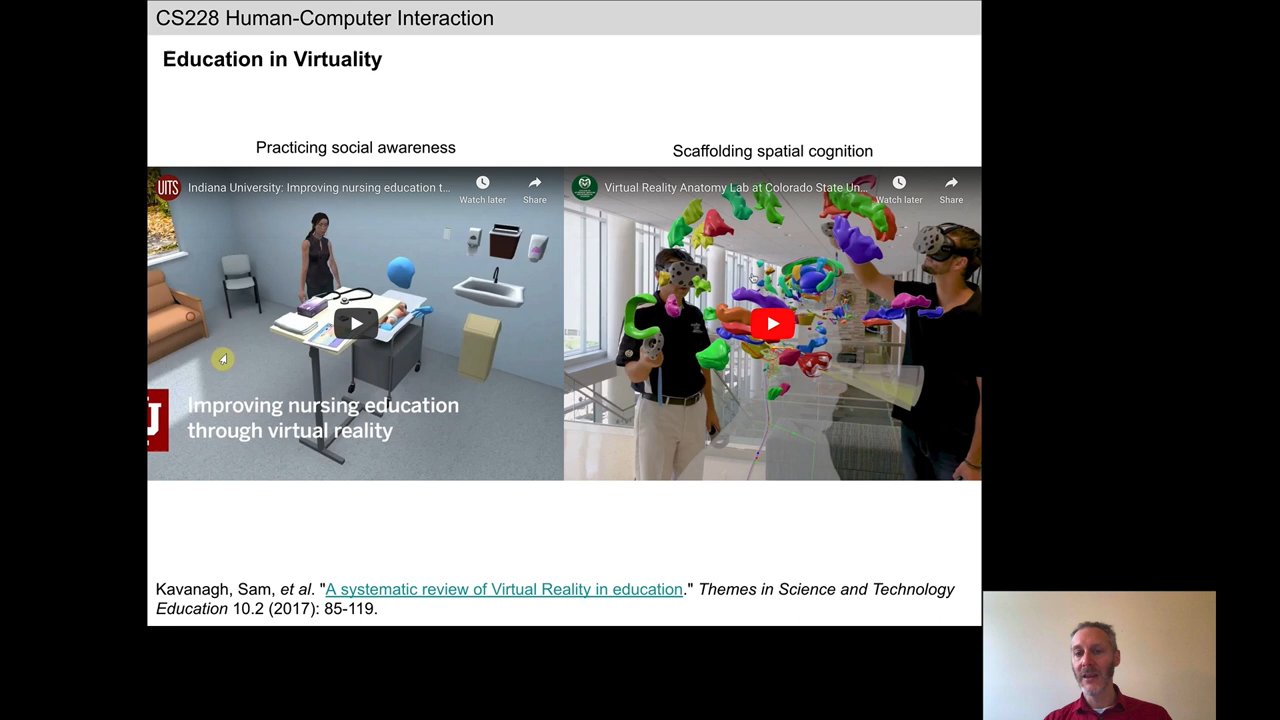 CS228 Human-Computer Interaction
Education in Virtuality
Practicing social awareness
Scaffolding spatial cognition
UITS
Indiana University: Improving nursing education t...
Watch later
Share
Virtual Reality Anatomy Lab at Colorado State Un...
Watch later
Share
Improving nursing education
through virtual reality
Kavanagh, Sam, et al. "A systematic review of Virtual Reality in education." Themes in Science and Technology
Education 10.2 (2017): 85-119.